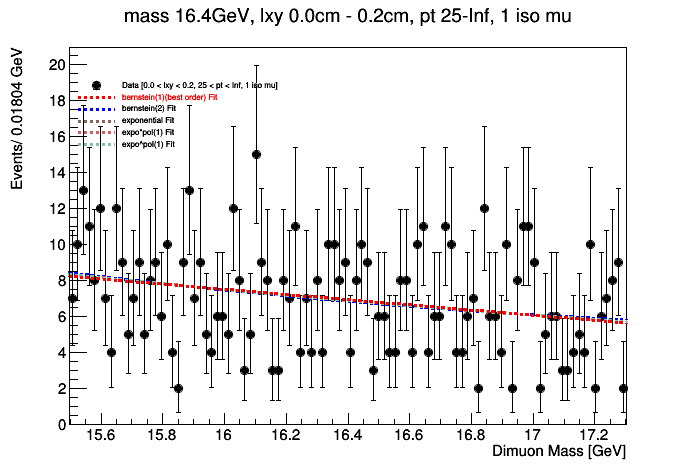 mass 16.4GeV, lxy 0.0cm - 0.2cm, pt 25-Inf, 1 iso mu
Events/ 0.01804 GeV
20
18
16
14
12
10
8
6
4
2
0
Data [0.0 < lxy < 0.2, 25 < pt < Inf, 1 iso mu]
bernstein(1)(best order) Fit
bernstein(2) Fit
exponential Fit
expo*pol(1) Fit
expo^pol(1) Fit
15.6 15.8 16 16.2 16.4 16.6 16.8 17 17.2
Dimuon Mass [GeV]